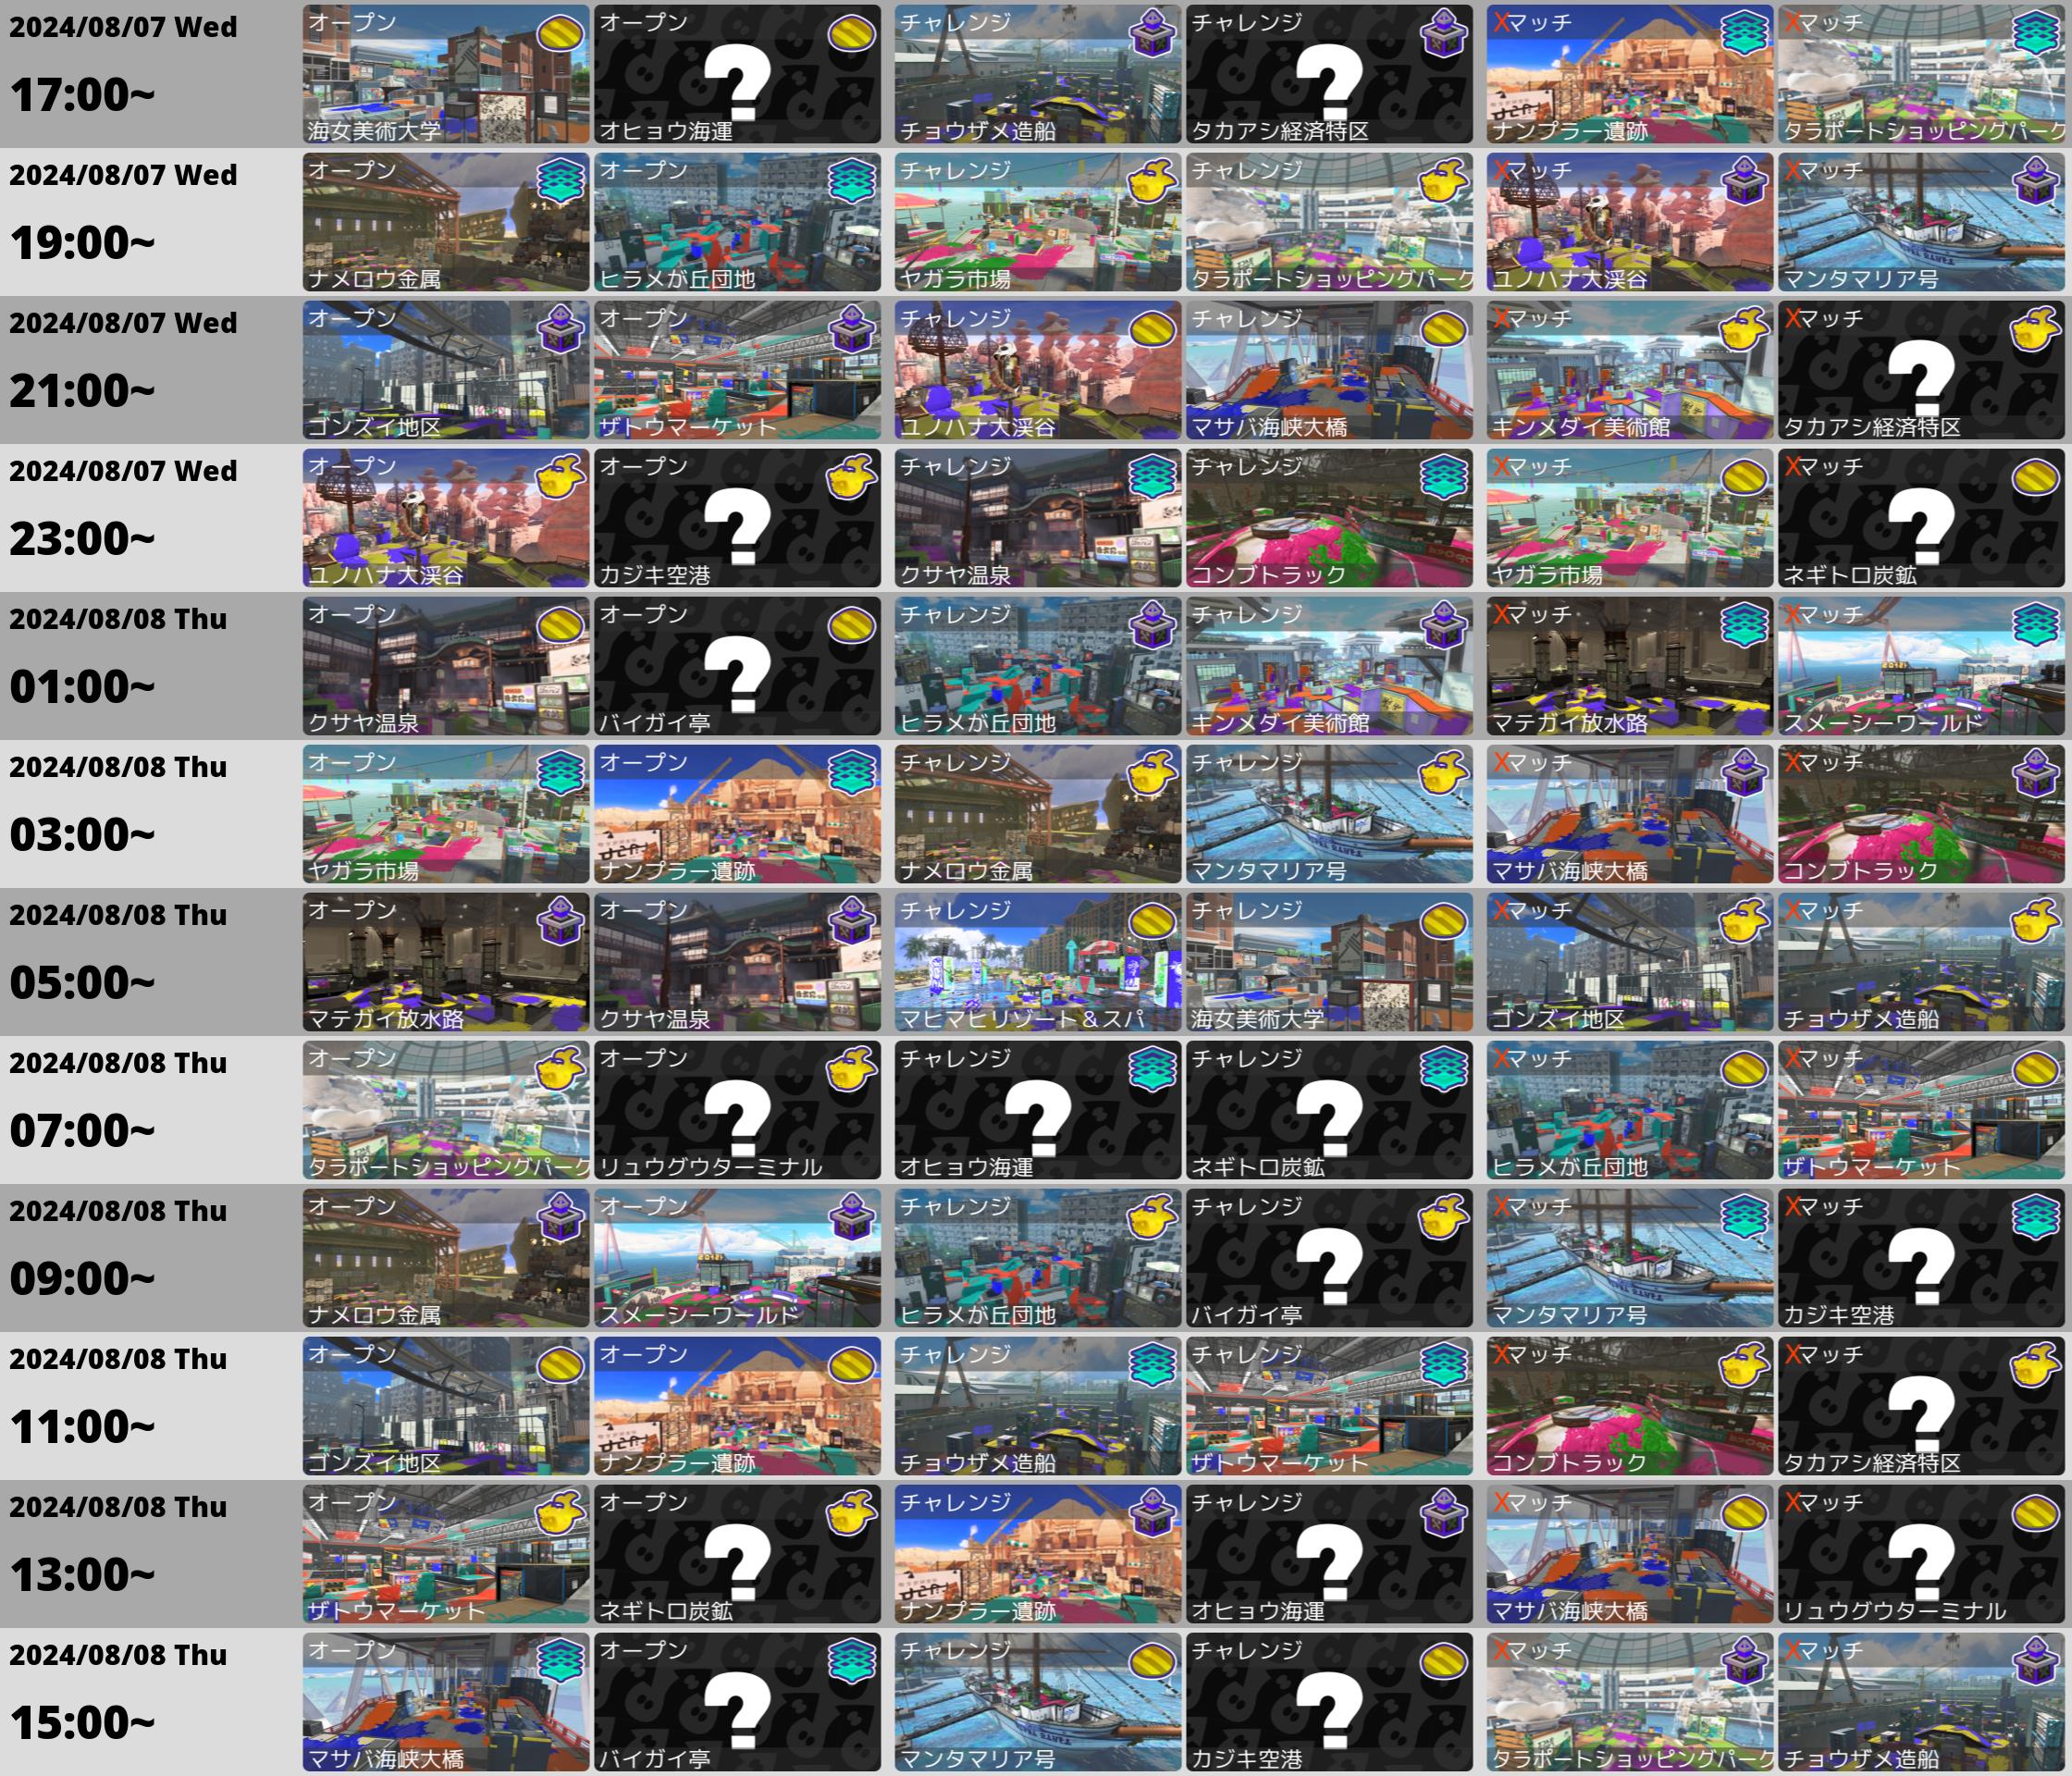 2024/08/07 Wed
17:00~
オープン オープン チャレンジ チャレンジ Xマッチ Xマッチ
海女美術大学 オヒョウ海運 チョウザメ造船 タカアシ経済特区 ナンプラー遺跡 タラポートショッピングパーク
2024/08/07 Wed
19:00~
オープン オープン チャレンジ チャレンジ Xマッチ Xマッチ
ナメロウ金属 ヒラメが丘団地 ヤガラ市場 タラポートショッピングパーク ユノハナ大渓谷 マンタマリア号
2024/08/07 Wed
21:00~
オープン オープン チャレンジ チャレンジ Xマッチ Xマッチ
ゴンズイ地区 ザトウマーケット ユノハナ大渓谷 マサバ海峡大橋 キンメダイ美術館 タカアシ経済特区
2024/08/07 Wed
23:00~
オープン オープン チャレンジ チャレンジ Xマッチ Xマッチ
ユノハナ大渓谷 カジキ空港 クサヤ温泉 コンブトラック ヤガラ市場 ネギトロ炭鉱
2024/08/08 Thu
01:00~
オープン オープン チャレンジ チャレンジ Xマッチ Xマッチ
クサヤ温泉 バイガイ亭 ヒラメが丘団地 キンメダイ美術館 マテガイ放水路 スメーシーワールド
2024/08/08 Thu
03:00~
オープン オープン チャレンジ チャレンジ Xマッチ Xマッチ
ヤガラ市場 ナンプラー遺跡 ナメロウ金属 マンタマリア号 マサバ海峡大橋 コンブトラック
2024/08/08 Thu
05:00~
オープン オープン チャレンジ チャレンジ Xマッチ Xマッチ
マテガイ放水路 クサヤ温泉 マヒマヒリゾート＆スパ 海女美術大学 ゴンズイ地区 チョウザメ造船
2024/08/08 Thu
07:00~
オープン オープン チャレンジ チャレンジ Xマッチ Xマッチ
タラポートショッピングパーク リュウグウターミナル オヒョウ海運 ネギトロ炭鉱 ヒラメが丘団地 ザトウマーケット
2024/08/08 Thu
09:00~
オープン オープン チャレンジ チャレンジ Xマッチ Xマッチ
ナメロウ金属 スメーシーワールド ヒラメが丘団地 バイガイ亭 マンタマリア号 カジキ空港
2024/08/08 Thu
11:00~
オープン オープン チャレンジ チャレンジ Xマッチ Xマッチ
ゴンズイ地区 ナンプラー遺跡 チョウザメ造船 ザトウマーケット コンブトラック タカアシ経済特区
2024/08/08 Thu
13:00~
オープン オープン チャレンジ チャレンジ Xマッチ Xマッチ
ザトウマーケット ネギトロ炭鉱 ナンプラー遺跡 オヒョウ海運 マサバ海峡大橋 リュウグウターミナル
2024/08/08 Thu
15:00~
オープン オープン チャレンジ チャレンジ Xマッチ Xマッチ
マサバ海峡大橋 バイガイ亭 マンタマリア号 カジキ空港 タラポートショッピングパーク チョウザメ造船